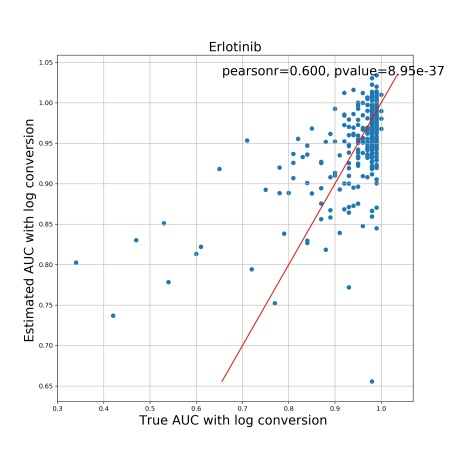 Erlotinib
pearsonr=0.600, pvalue=8.95e-37
Estimated AUC with log conversion
1.05
1.00
0.95
0.90
0.85
0.80
0.75
0.70
0.65
0.3 0.4 0.5 0.6 0.7 0.8 0.9 1.0
True AUC with log conversion